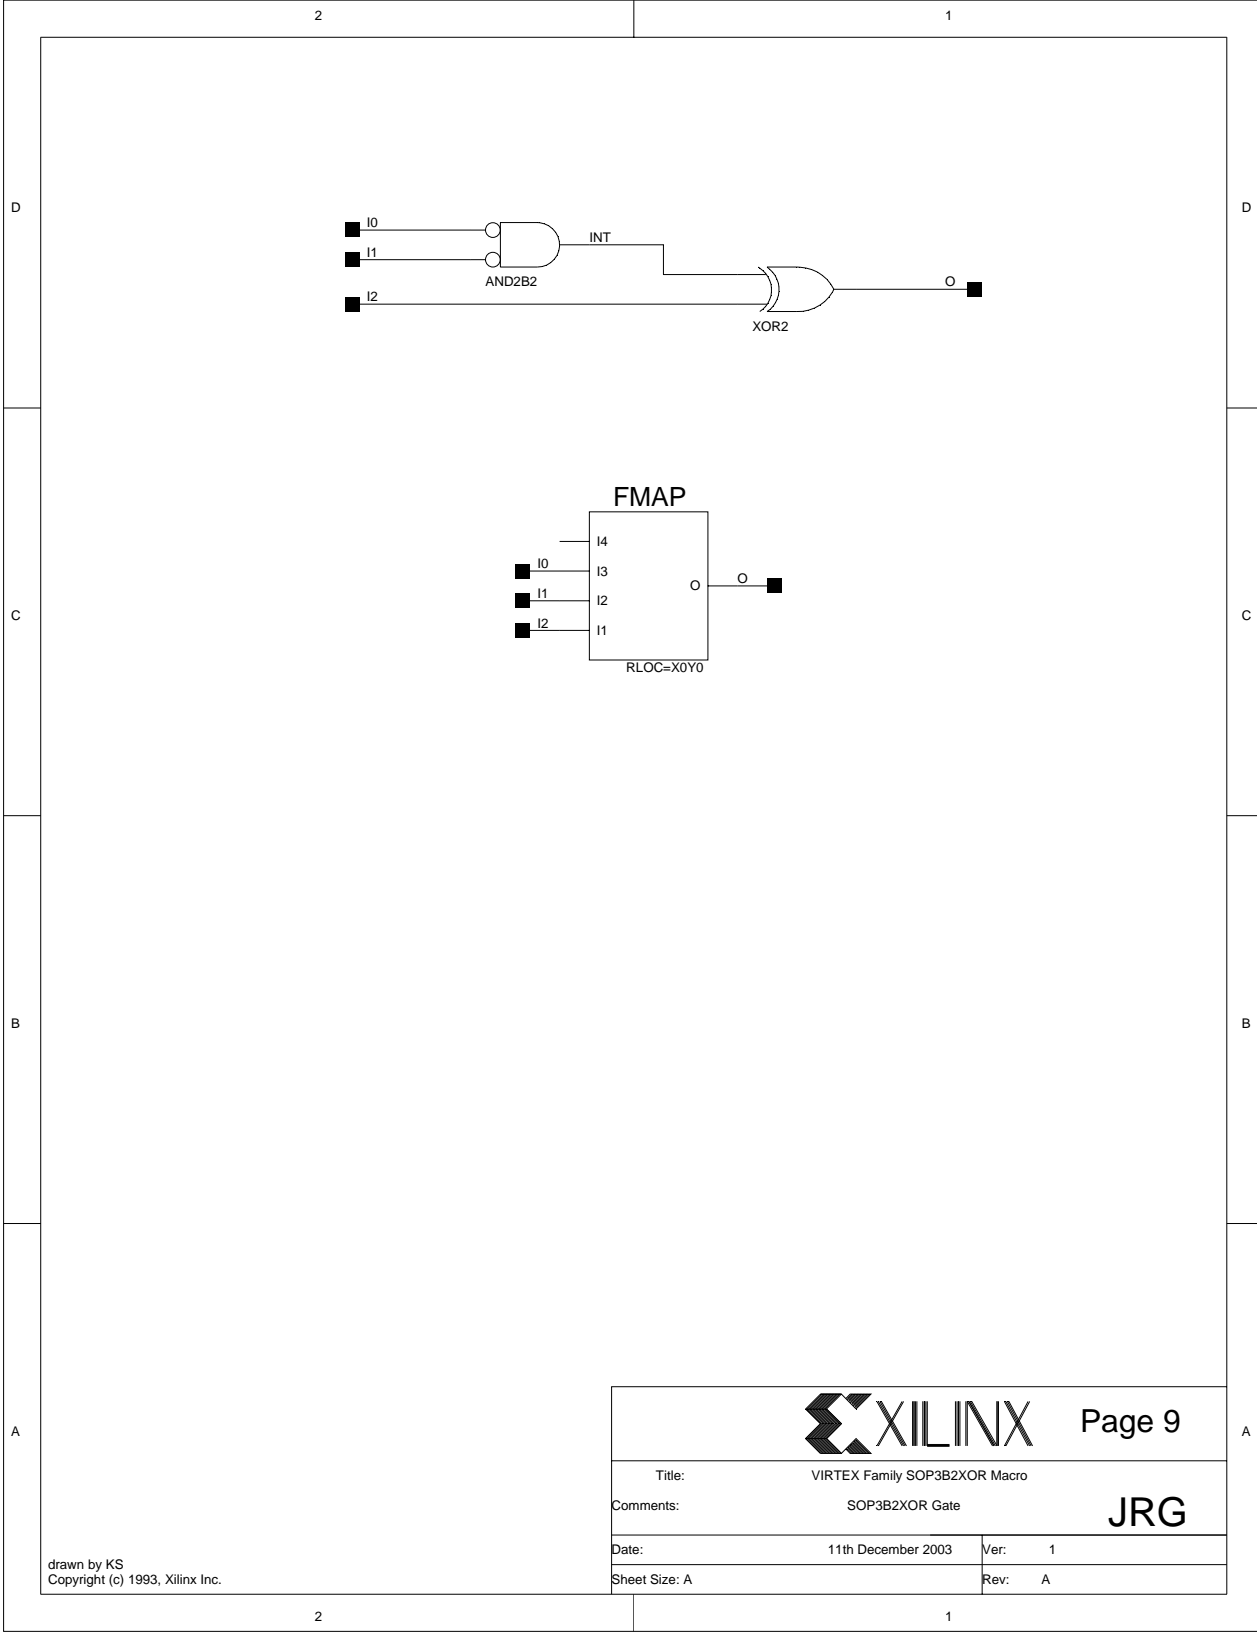 2 1
D D
I0
INT
I1
AND2B2
O
I2
XOR2
FMAP
I4
I0 I3
O O
I1 I2
C C
I2 I1
RLOC=X0Y0
B B
XILINX Page 9
A A
Title: VIRTEX Family SOP3B2XOR Macro
Comments: SOP3B2XOR Gate
JRG
Date: 11th December 2003 Ver: 1
drawn by KS
Copyright (c) 1993, Xilinx Inc.
Sheet Size: A Rev: A
2 1